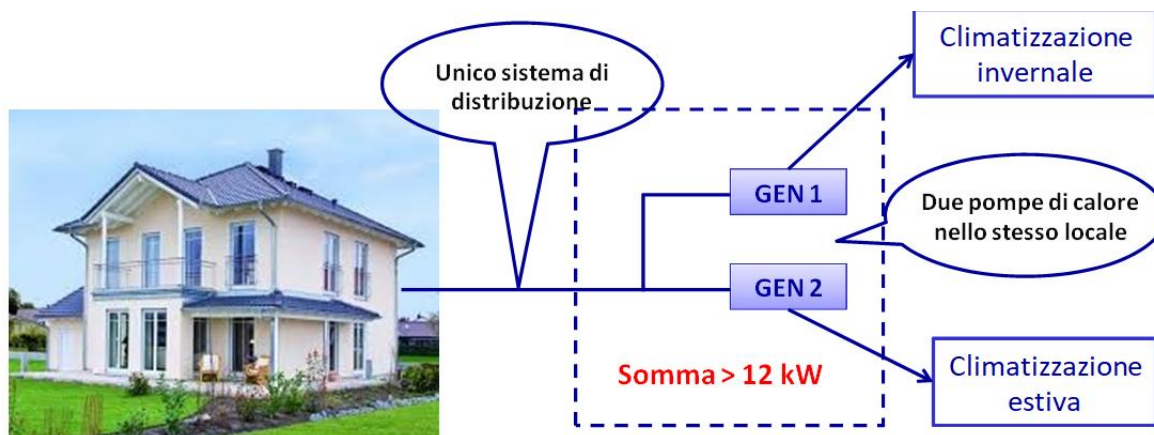 Unico sistema di
distribuzione
Climatizzazione
invernale
GEN 1
Due pompe di calore
nello stesso locale
GEN 2
Somma > 12 kW
Climatizzazione
estiva